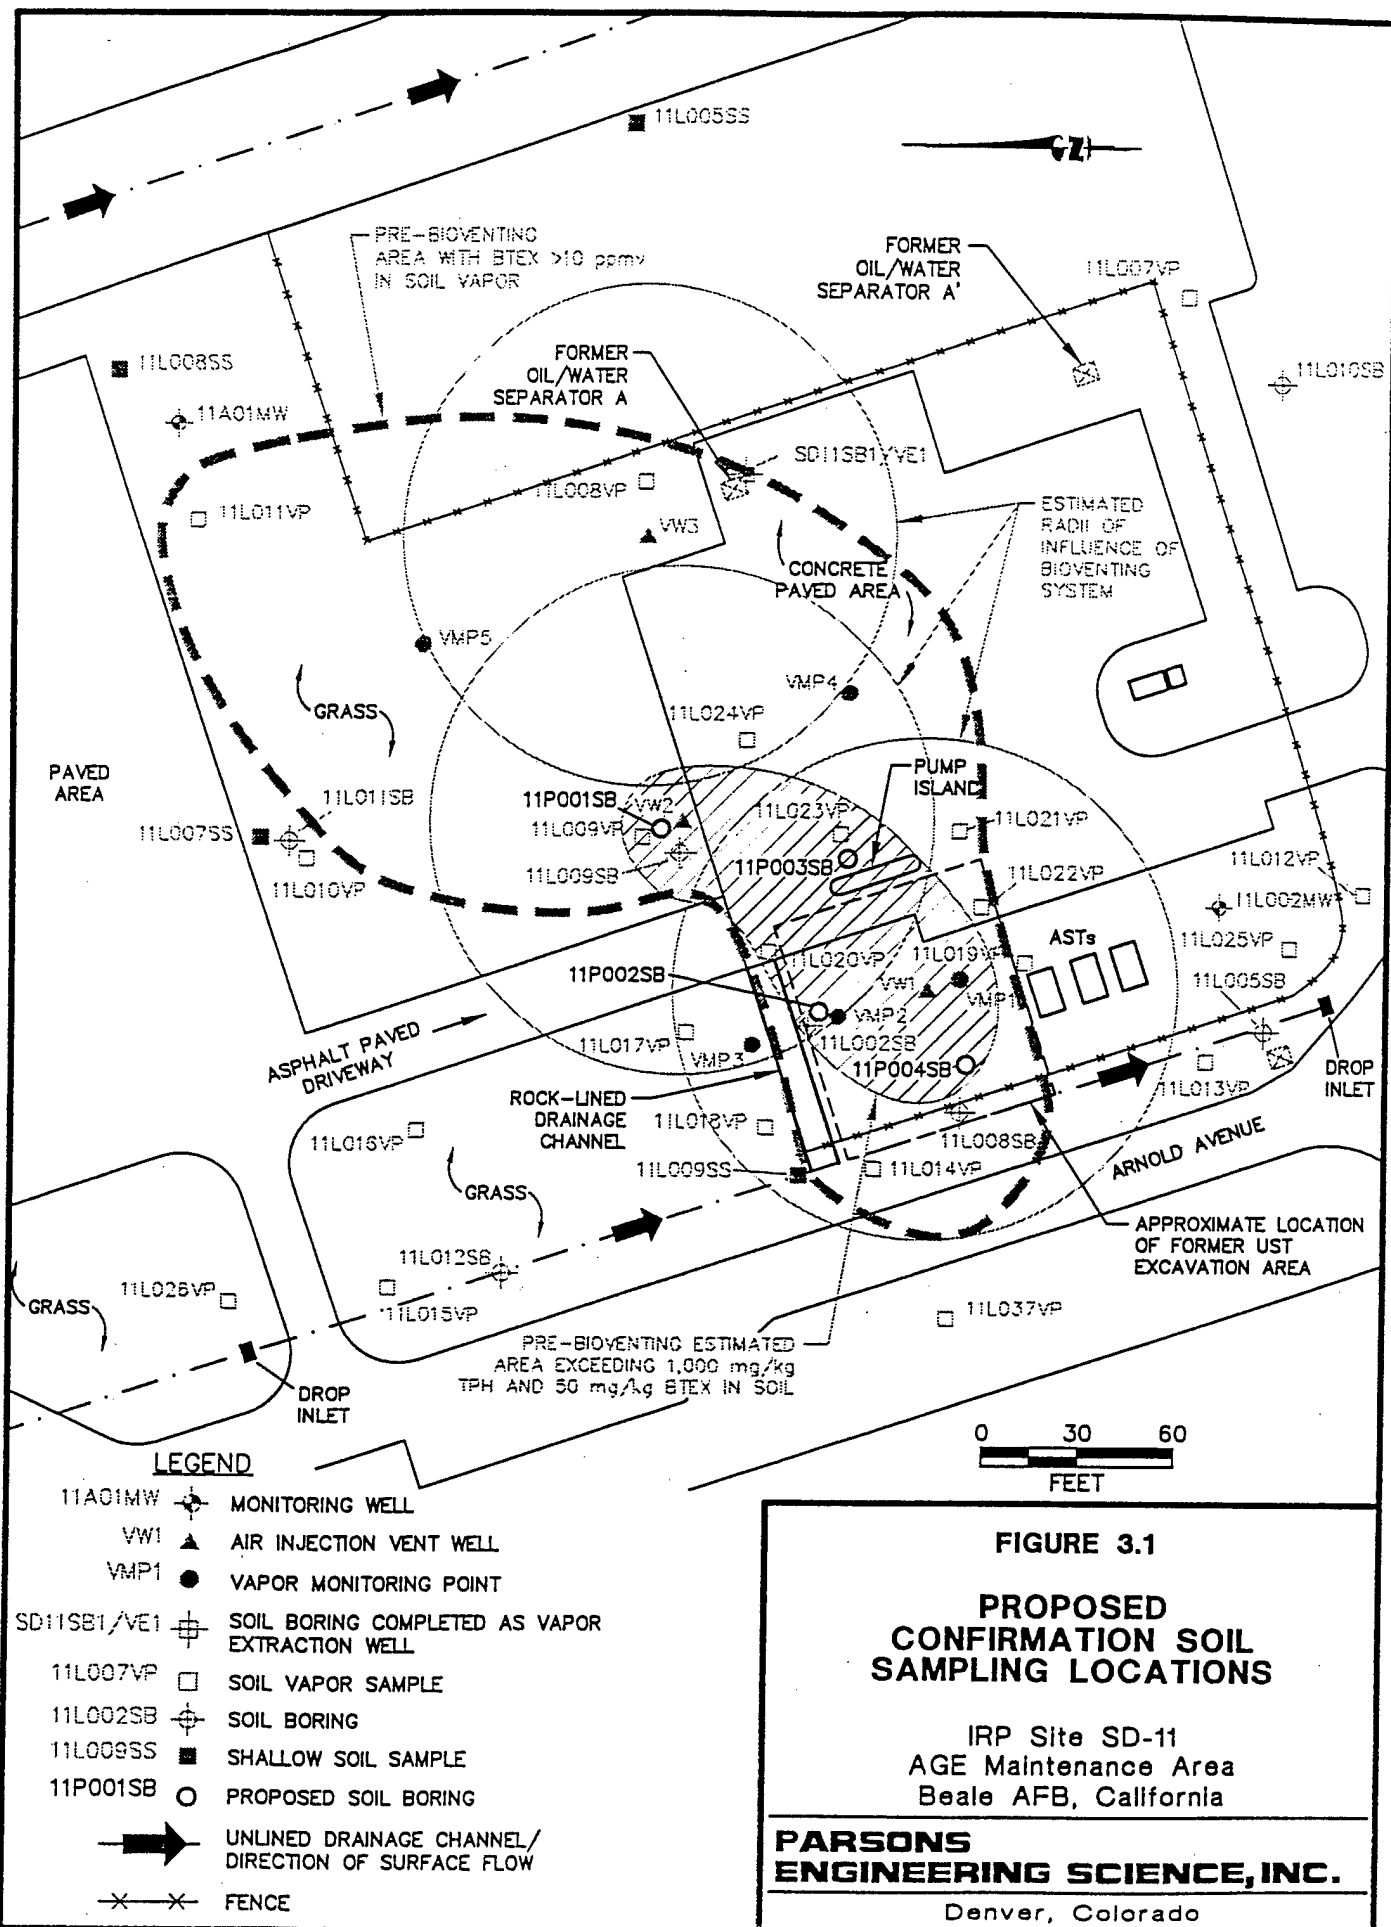 11L005SS
N
PRE-BIOVENTING
AREA WITH BTEX >10 ppmv
IN SOIL VAPOR
FORMER
OIL/WATER
SEPARATOR A'
11L007VP
11L008SS
FORMER
OIL/WATER
SEPARATOR A
11L010SB
11A01MW
SD11SB1/VE1
11L008VP
11L011VP
VW3
ESTIMATED
RADII OF
INFLUENCE OF
BIOVENTING
SYSTEM
CONCRETE
PAVED AREA
VMP5
VMP4
GRASS
11L024VP
PAVED
AREA
PUMP
ISLAND
11L011SB
11P001SB
VW2
11L023VP
11L007SS
11L009VP
11L021VP
11L012VP
11L010VP
11L009SB
11P003SB
11L022VP
11L002MW
ASTs
11L025VP
11P002SB
11L020VP
11L019VP
11L005SB
VW1
VMP1
VMP2
ASPHALT PAVED
DRIVEWAY
11L017VP
VMP3
11L002SB
11P004SB
11L013VP
DROP
INLET
ROCK-LINED
DRAINAGE
CHANNEL
11L016VP
11L018VP
11L008SB
ARNOLD AVENUE
11L009SS
11L014VP
GRASS
APPROXIMATE LOCATION
OF FORMER UST
EXCAVATION AREA
11L012SB
11L026VP
GRASS
11L015VP
11L037VP
PRE-BIOVENTING ESTIMATED
AREA EXCEEDING 1,000 mg/kg
TPH AND 50 mg/kg BTEX IN SOIL
DROP
INLET
0 30 60
FEET
LEGEND
11A01MW MONITORING WELL
VW1 AIR INJECTION VENT WELL
VMP1 VAPOR MONITORING POINT
SD11SB1/VE1 SOIL BORING COMPLETED AS VAPOR
EXTRACTION WELL
11L007VP SOIL VAPOR SAMPLE
11L002SB SOIL BORING
11L009SS SHALLOW SOIL SAMPLE
11P001SB PROPOSED SOIL BORING
UNLINED DRAINAGE CHANNEL/
DIRECTION OF SURFACE FLOW
FENCE
FIGURE 3.1
PROPOSED
CONFIRMATION SOIL
SAMPLING LOCATIONS
IRP Site SD-11
AGE Maintenance Area
Beale AFB, California
PARSONS
ENGINEERING SCIENCE, INC.
Denver, Colorado